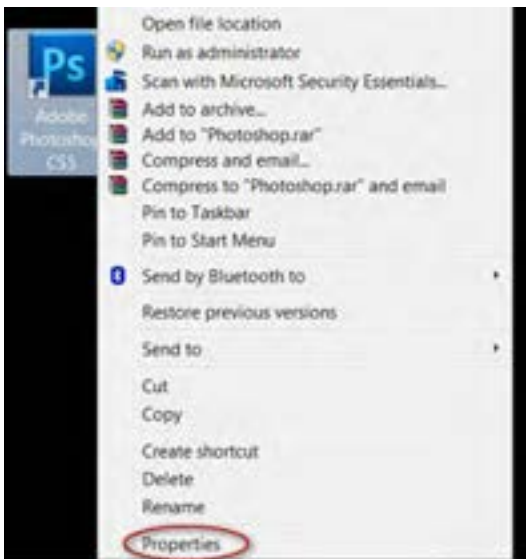 Ps
Adobe
Photoshop
CS5
Open file location
Run as administrator
Scan with Microsoft Security Essentials...
Add to archive...
Add to "Photoshop.rar"
Compress and email...
Compress to "Photoshop.rar" and email
Pin to Taskbar
Pin to Start Menu
Send by Bluetooth to
Restore previous versions
Send to
Cut
Copy
Create shortcut
Delete
Rename
Properties